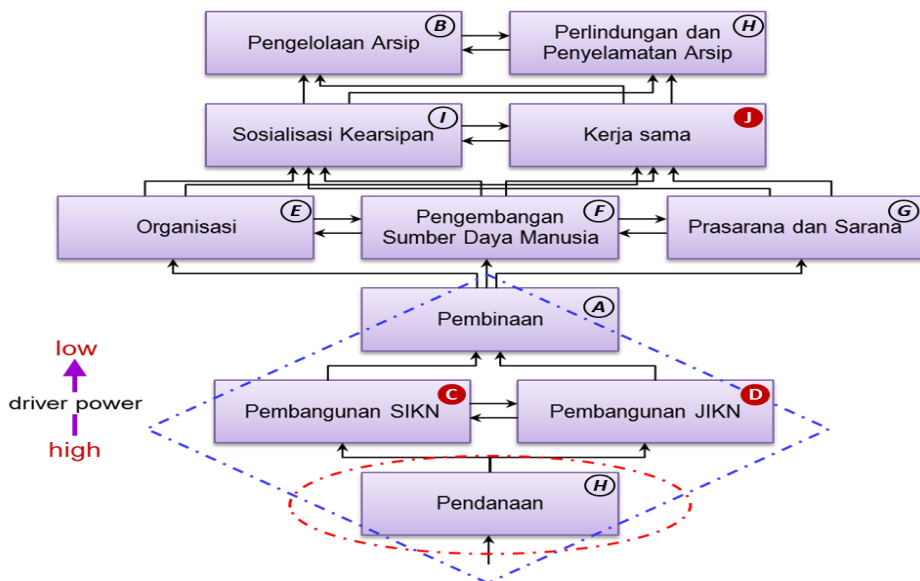 B
Pengelolaan Arsip
H
Perlindungan dan
Penyelamatan Arsip
I
Sosialisasi Kearsipan
J
Kerja sama
E
Organisasi
F
Pengembangan
Sumber Daya Manusia
G
Prasarana dan Sarana
A
Pembinaan
low
driver power
high
C
Pembangunan SIKN
D
Pembangunan JIKN
H
Pendanaan